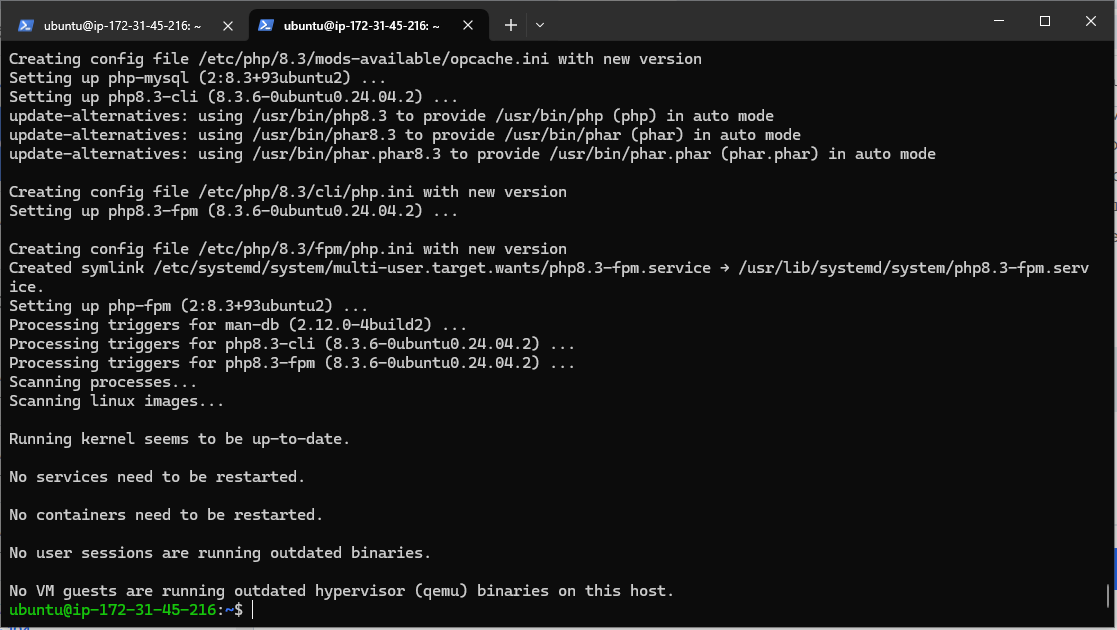 ubuntu@ip-172-31-45-216: ~
ubuntu@ip-172-31-45-216: ~
Creating config file /etc/php/8.3/mods-available/opcache.ini with new version
Setting up php-mysql (2:8.3+93ubuntu2) ...
Setting up php8.3-cli (8.3.6-0ubuntu0.24.04.2) ...
update-alternatives: using /usr/bin/php8.3 to provide /usr/bin/php (php) in auto mode
update-alternatives: using /usr/bin/phar8.3 to provide /usr/bin/phar (phar) in auto mode
update-alternatives: using /usr/bin/phar.phar8.3 to provide /usr/bin/phar.phar (phar.phar) in auto mode
Creating config file /etc/php/8.3/cli/php.ini with new version
Setting up php8.3-fpm (8.3.6-0ubuntu0.24.04.2) ...
Creating config file /etc/php/8.3/fpm/php.ini with new version
Created symlink /etc/systemd/system/multi-user.target.wants/php8.3-fpm.service → /usr/lib/systemd/system/php8.3-fpm.serv
ice.
Setting up php-fpm (2:8.3+93ubuntu2) ...
Processing triggers for man-db (2.12.0-4build2) ...
Processing triggers for php8.3-cli (8.3.6-0ubuntu0.24.04.2) ...
Processing triggers for php8.3-fpm (8.3.6-0ubuntu0.24.04.2) ...
Scanning processes...
Scanning linux images...
Running kernel seems to be up-to-date.
No services need to be restarted.
No containers need to be restarted.
No user sessions are running outdated binaries.
No VM guests are running outdated hypervisor (qemu) binaries on this host.
ubuntu@ip-172-31-45-216:~$